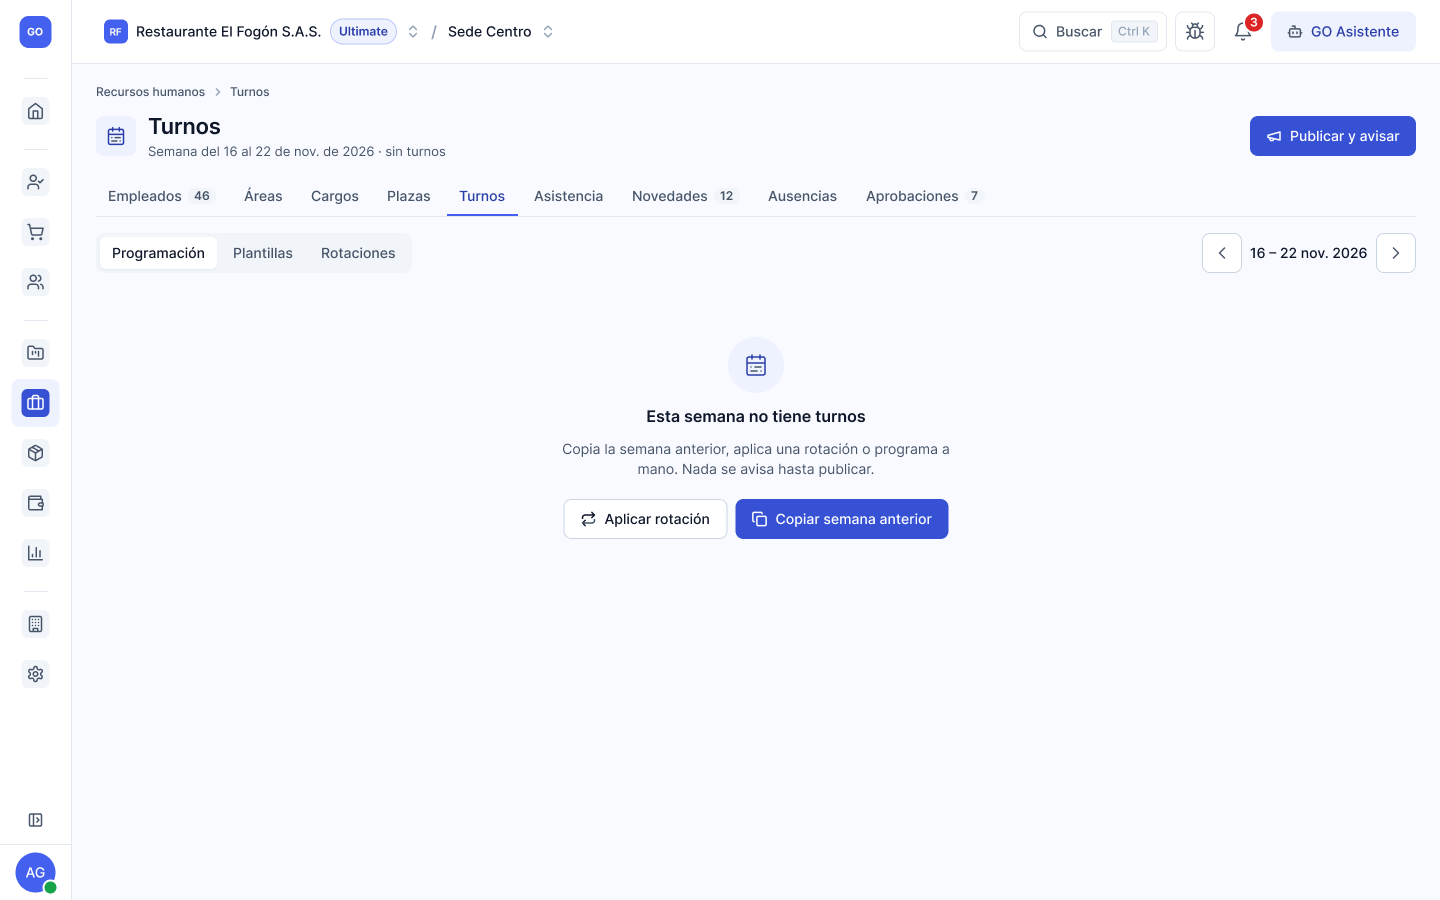 GO
RF Restaurante El Fogón S.A.S. Ultimate / Sede Centro
Buscar Ctrl K
3
GO Asistente
Recursos humanos > Turnos
Turnos
Semana del 16 al 22 de nov. de 2026 · sin turnos
Publicar y avisar
Empleados 46 Áreas Cargos Plazas Turnos Asistencia Novedades 12 Ausencias Aprobaciones 7
Programación Plantillas Rotaciones
16 – 22 nov. 2026
Esta semana no tiene turnos
Copia la semana anterior, aplica una rotación o programa a
mano. Nada se avisa hasta publicar.
Aplicar rotación Copiar semana anterior
AG